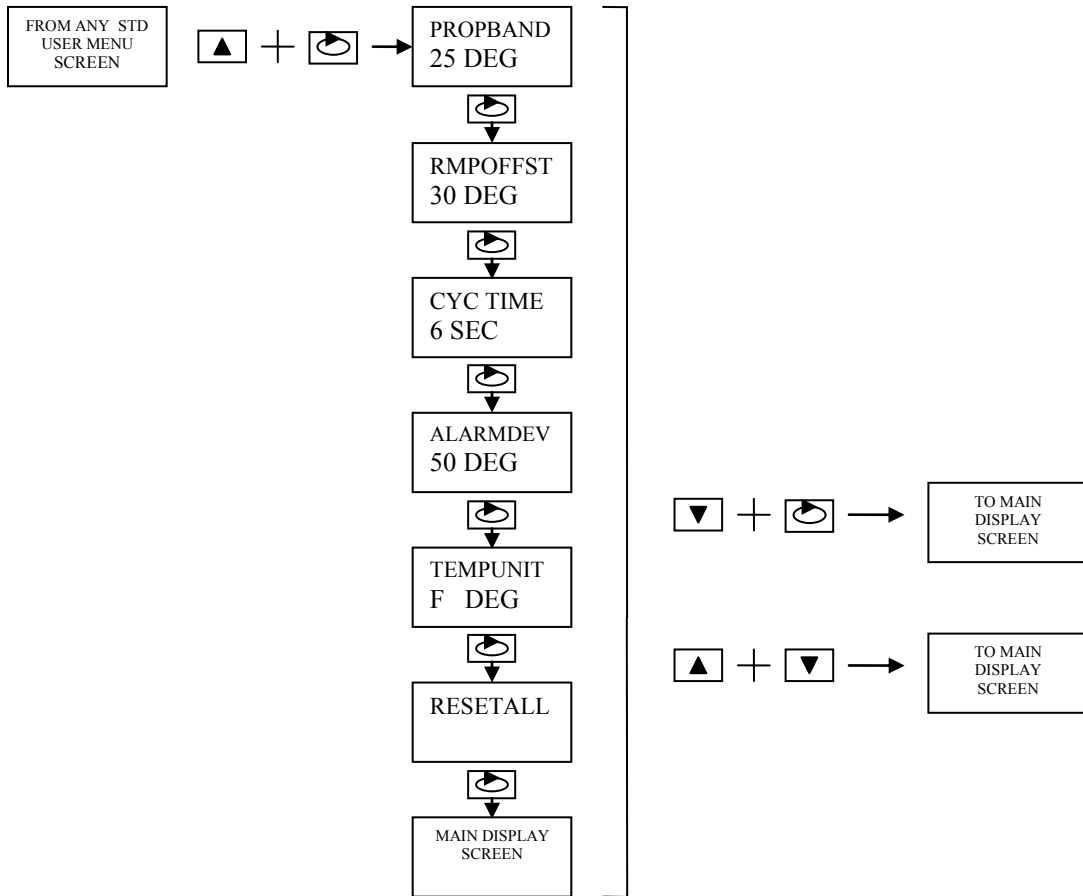 FROM ANY STD
USER MENU
SCREEN
PROPBAND
25 DEG
RMPOFFST
30 DEG
CYC TIME
6 SEC
ALARMDEV
50 DEG
TEMPUNIT
F DEG
RESETALL
MAIN DISPLAY
SCREEN
TO MAIN
DISPLAY
SCREEN
TO MAIN
DISPLAY
SCREEN